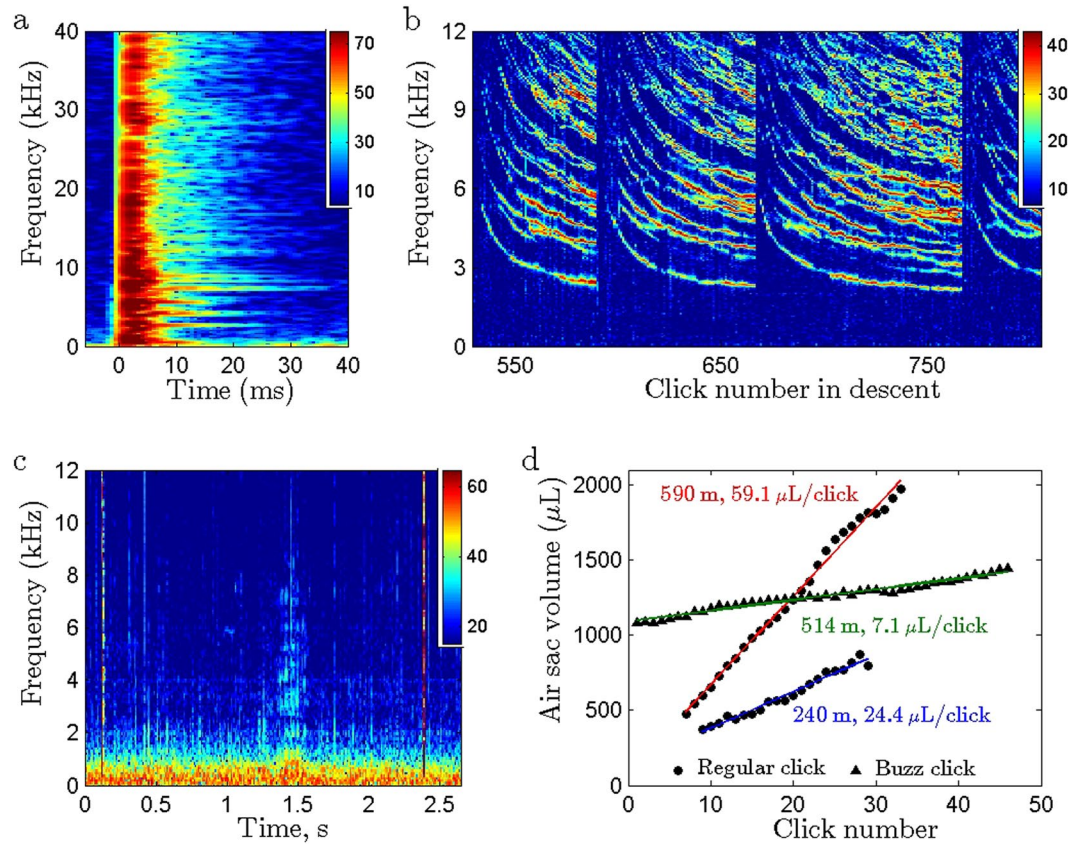 a
Frequency (kHz)
40
30
20
10
0
70
50
30
10
0 10 20 30 40
Time (ms)
b
Frequency (kHz)
12
9
6
3
0
40
30
20
10
550 650 750
Click number in descent
c
Frequency (kHz)
12
10
8
6
4
2
0
60
40
20
0 0.5 1 1.5 2 2.5
Time, s
d
Air sac volume (μL)
2000
1500
1000
500
0
590 m, 59.1 μL/click
514 m, 7.1 μL/click
240 m, 24.4 μL/click
Regular click Buzz click
0 10 20 30 40 50
Click number